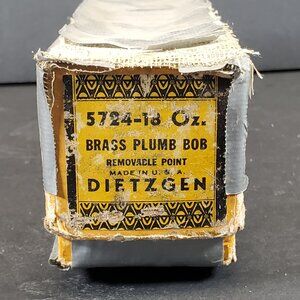 5724-18 Oz.
BRASS PLUMB BOB
REMOVABLE POINT
MADE IN U. S. A.
DIETZGEN